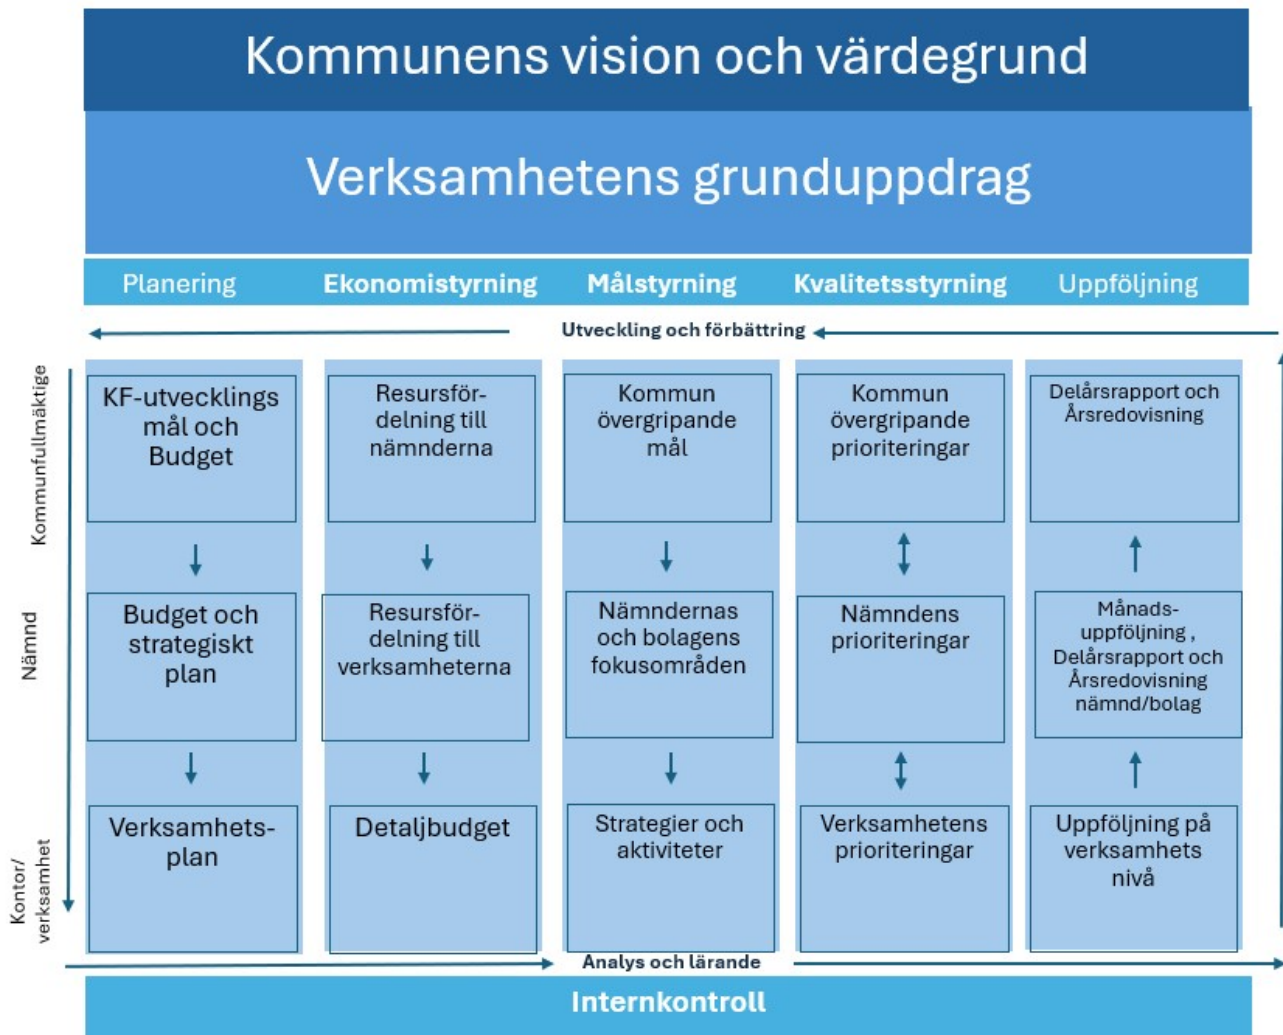 Kommunens vision och värdegrund
Verksamhetens grunduppdrag
Planering
Ekonomistyrning
Målstyrning
Kvalitetsstyrning
Uppföljning
Utveckling och förbättring
Kommunfullmäktige
KF-utvecklings
mål och
Budget
Resursför-
delning till
nämnderna
Kommun
övergripande
mål
Kommun
övergripande
prioriteringar
Delårsrapport och
Årsredovisning
Nämnd
Budget och
strategiskt
plan
Resursför-
delning till
verksamheterna
Nämndernas
och bolagens
fokusområden
Nämndens
prioriteringar
Månads-
uppföljning ,
Delårsrapport och
Årsredovisning
nämnd/bolag
Kontor/
verksamhet
Verksamhets-
plan
Detaljbudget
Strategier och
aktiviteter
Verksamhetens
prioriteringar
Uppföljning på
verksamhets
nivå
Analys och lärande
Internkontroll